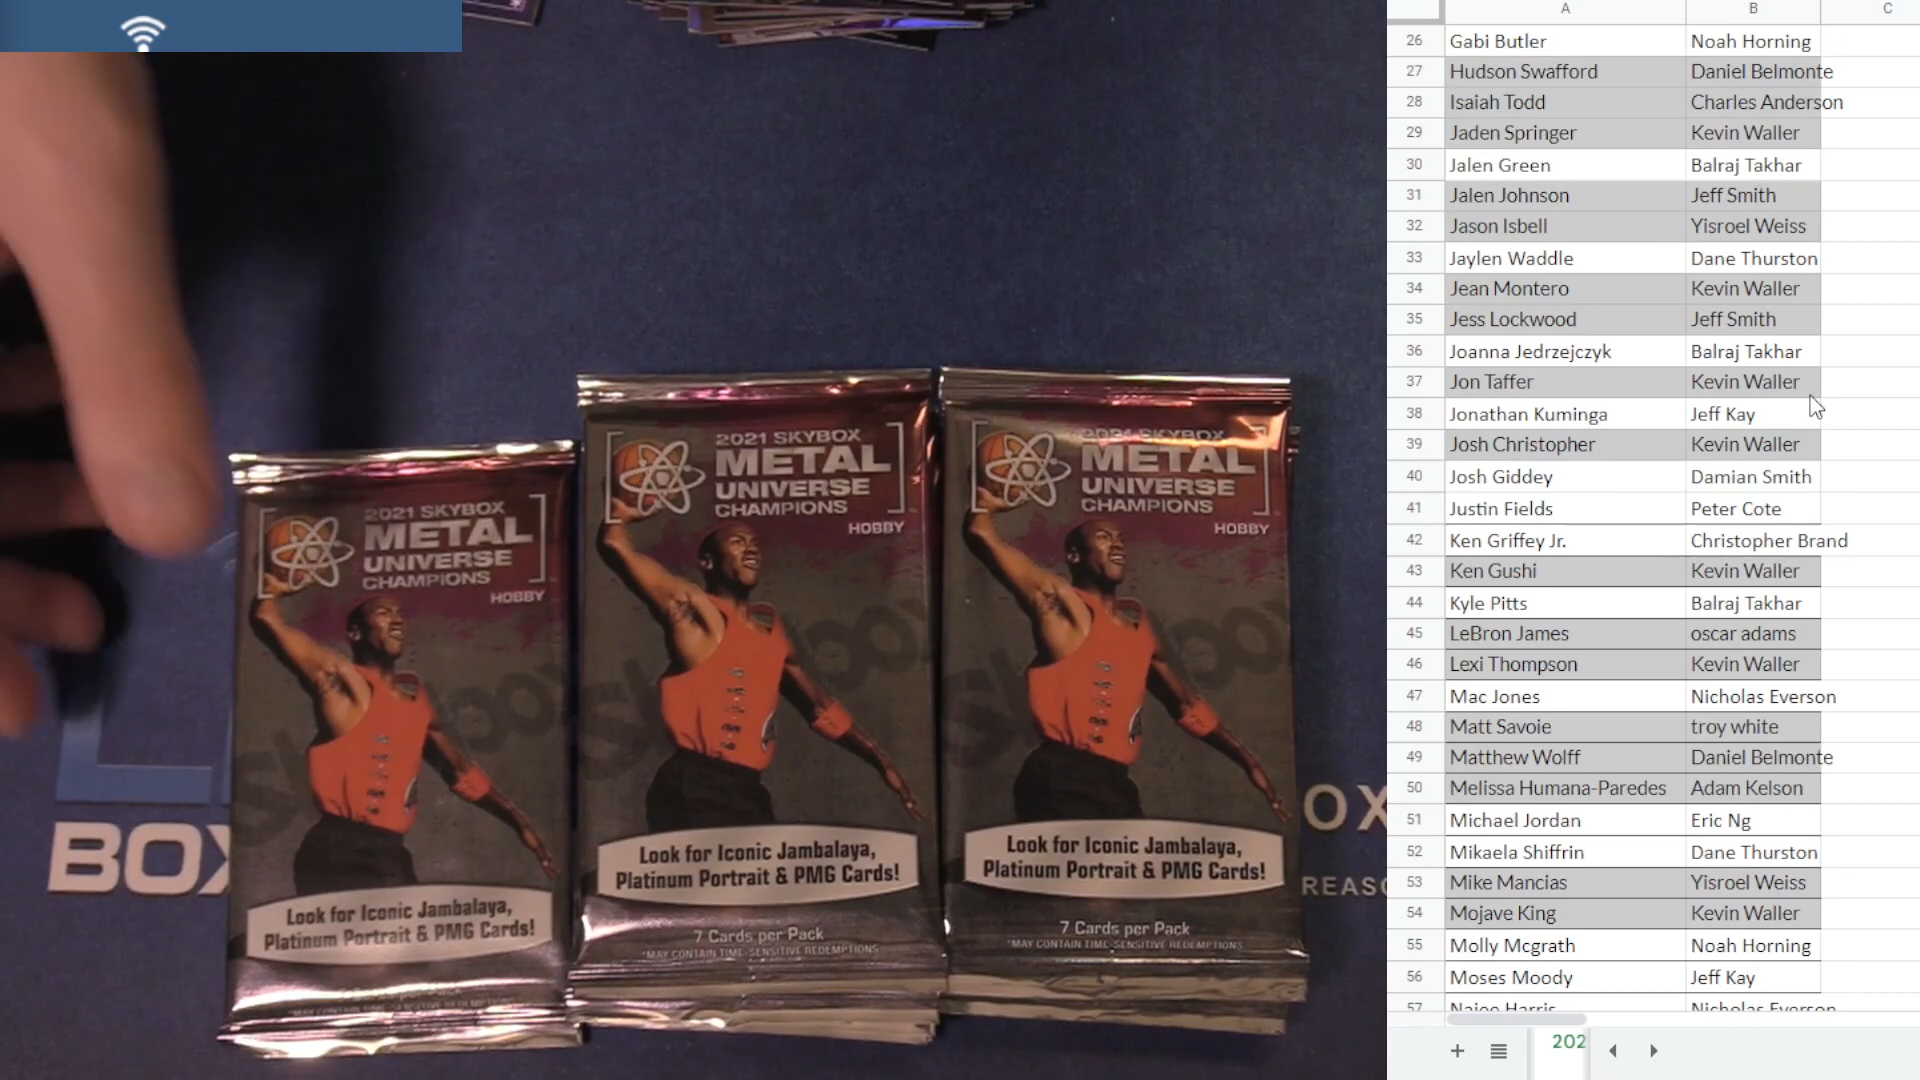 2021 SKYBOX
METAL
UNIVERSE
CHAMPIONS
HOBBY
Look for Iconic Jambalaya,
Platinum Portrait & PMG Cards!
2021 SKYBOX
METAL
UNIVERSE
CHAMPIONS
HOBBY
Look for Iconic Jambalaya,
Platinum Portrait & PMG Cards!
7 Cards per Pack
*MAY CONTAIN TIME-SENSITIVE REDEMPTIONS
2021 SKYBOX
METAL
UNIVERSE
CHAMPIONS
HOBBY
Look for Iconic Jambalaya,
Platinum Portrait & PMG Cards!
7 Cards per Pack
*MAY CONTAIN TIME-SENSITIVE REDEMPTIONS
BOX
OX
REASO
A B C
26 Gabi Butler Noah Horning
27 Hudson Swafford Daniel Belmonte
28 Isaiah Todd Charles Anderson
29 Jaden Springer Kevin Waller
30 Jalen Green Balraj Takhar
31 Jalen Johnson Jeff Smith
32 Jason Isbell Yisroel Weiss
33 Jaylen Waddle Dane Thurston
34 Jean Montero Kevin Waller
35 Jess Lockwood Jeff Smith
36 Joanna Jedrzejczyk Balraj Takhar
37 Jon Taffer Kevin Waller
38 Jonathan Kuminga Jeff Kay
39 Josh Christopher Kevin Waller
40 Josh Giddey Damian Smith
41 Justin Fields Peter Cote
42 Ken Griffey Jr. Christopher Brand
43 Ken Gushi Kevin Waller
44 Kyle Pitts Balraj Takhar
45 LeBron James oscar adams
46 Lexi Thompson Kevin Waller
47 Mac Jones Nicholas Everson
48 Matt Savoie troy white
49 Matthew Wolff Daniel Belmonte
50 Melissa Humana-Paredes Adam Kelson
51 Michael Jordan Eric Ng
52 Mikaela Shiffrin Dane Thurston
53 Mike Mancias Yisroel Weiss
54 Mojave King Kevin Waller
55 Molly Mcgrath Noah Horning
56 Moses Moody Jeff Kay
57 Najee Harris Nicholas Everson
202